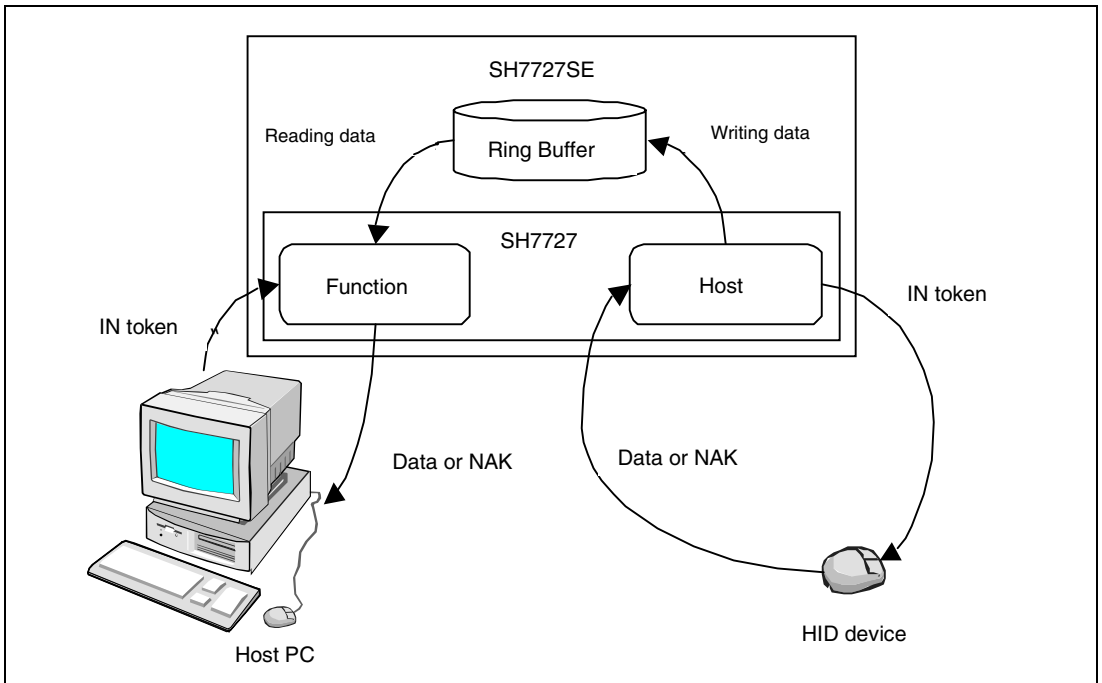 SH7727SE
Reading data
Writing data
Ring Buffer
SH7727
Function
Host
IN token
IN token
Data or NAK
Data or NAK
HID device
Host PC